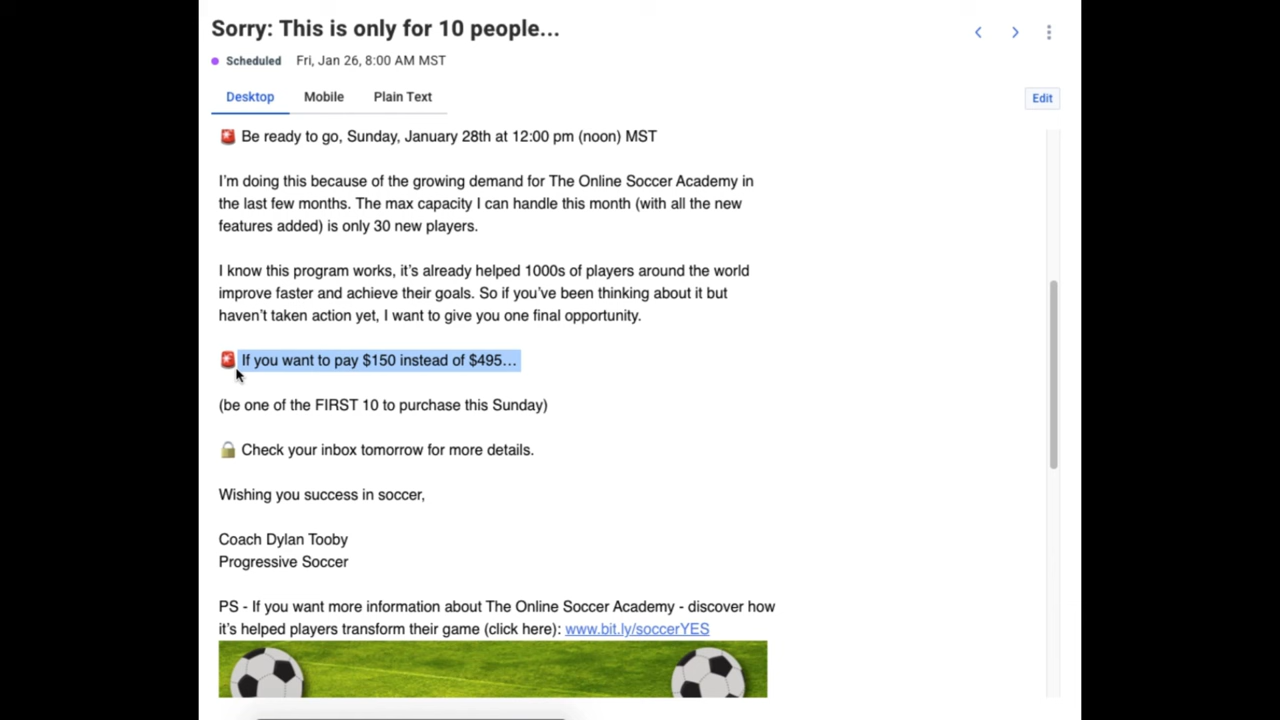 Sorry: This is only for 10 people...
Scheduled Fri, Jan 26, 8:00 AM MST
Desktop Mobile Plain Text
Edit
🚨 Be ready to go, Sunday, January 28th at 12:00 pm (noon) MST
I'm doing this because of the growing demand for The Online Soccer Academy in
the last few months. The max capacity I can handle this month (with all the new
features added) is only 30 new players.
I know this program works, it's already helped 1000s of players around the world
improve faster and achieve their goals. So if you've been thinking about it but
haven't taken action yet, I want to give you one final opportunity.
🚨 If you want to pay $150 instead of $495…
(be one of the FIRST 10 to purchase this Sunday)
🔒 Check your inbox tomorrow for more details.
Wishing you success in soccer,
Coach Dylan Tooby
Progressive Soccer
PS - If you want more information about The Online Soccer Academy - discover how
it's helped players transform their game (click here): www.bit.ly/soccerYES